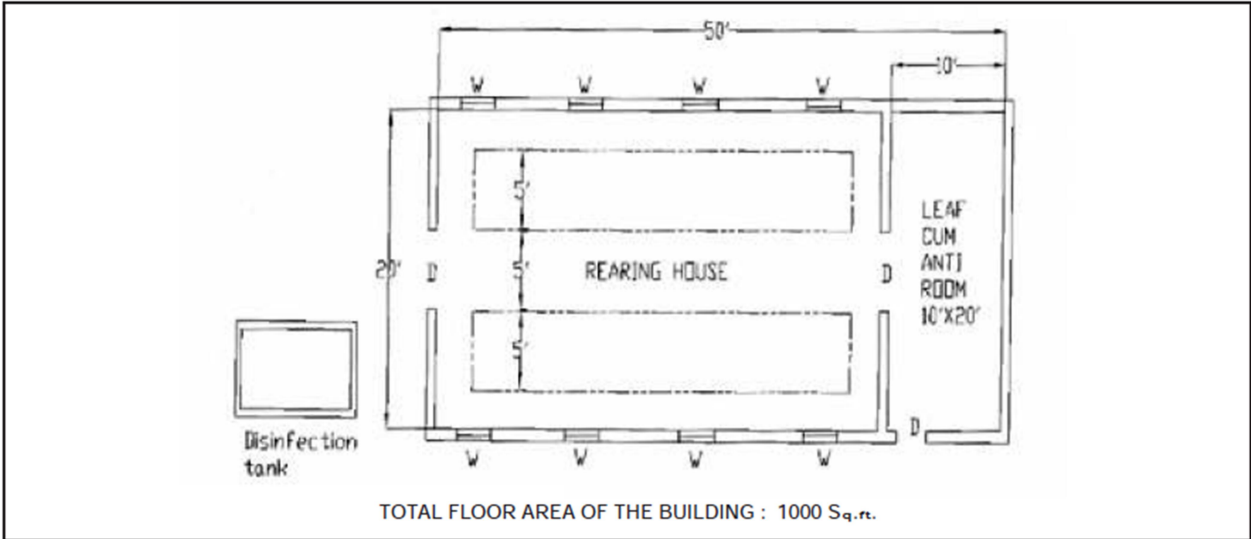 50'
10'
W W W W
5'
LEAF
CUM
ANTI
ROOM
10'X20'
20'
D
5'
REARING HOUSE
D
5'
D
Disinfection
tank
W W W W
TOTAL FLOOR AREA OF THE BUILDING : 1000 Sq.ft.